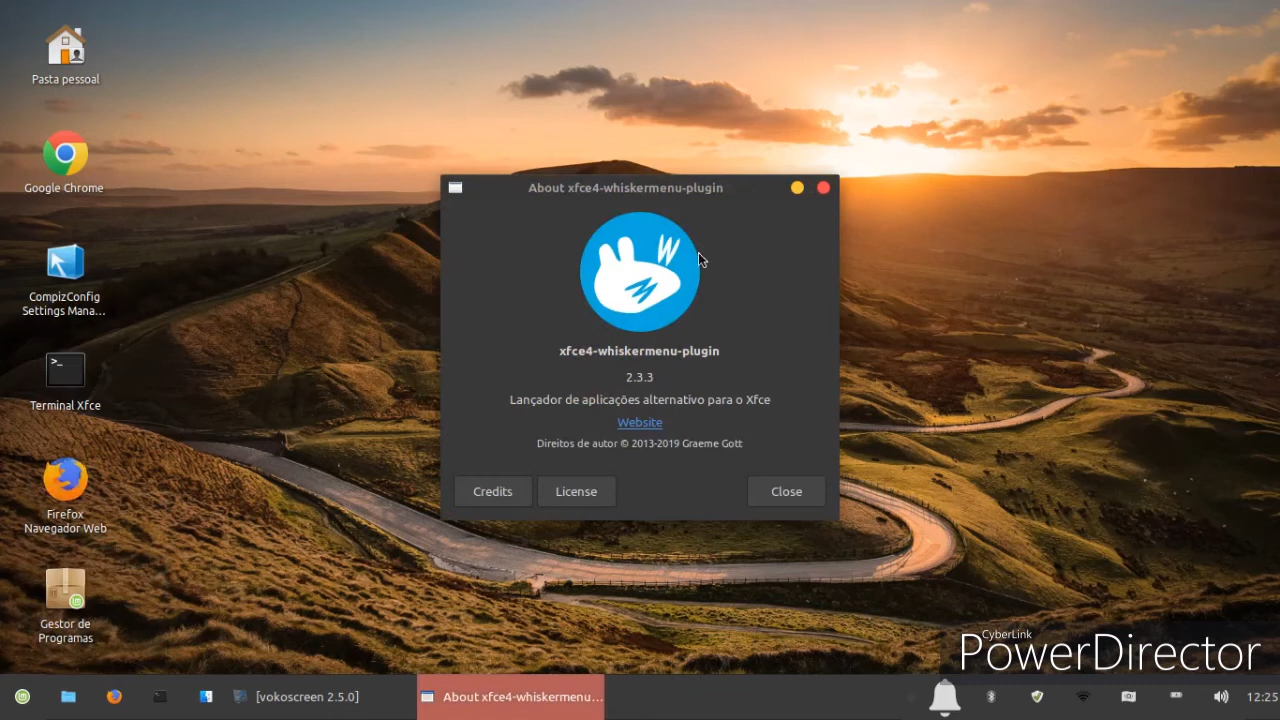 Pasta pessoal
Google Chrome
CompizConfig
Settings Mana...
>_
Terminal Xfce
Firefox
Navegador Web
Gestor de
Programas
About xfce4-whiskermenu-plugin
xfce4-whiskermenu-plugin
2.3.3
Lançador de aplicações alternativo para o Xfce
Website
Direitos de autor © 2013-2019 Graeme Gott
Credits
License
Close
CyberLink
PowerDirector
[vokoscreen 2.5.0]
About xfce4-whiskermenu...
12:25